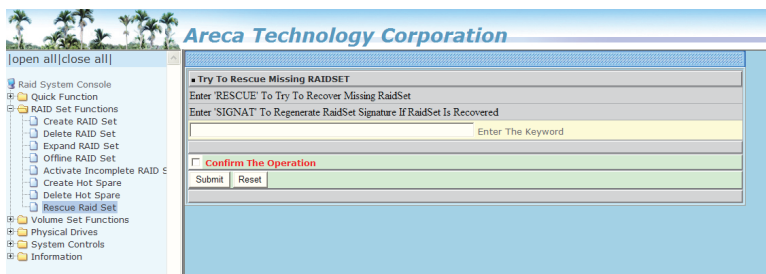 Areca Technology Corporation
|open all|close all|
Raid System Console
Quick Function
RAID Set Functions
Create RAID Set
Delete RAID Set
Expand RAID Set
Offline RAID Set
Activate Incomplete RAID S
Create Hot Spare
Delete Hot Spare
Rescue Raid Set
Volume Set Functions
Physical Drives
System Controls
Information
Try To Rescue Missing RAIDSET
Enter 'RESCUE' To Try To Recover Missing RaidSet
Enter 'SIGNAT' To Regenerate RaidSet Signature If RaidSet Is Recovered
Enter The Keyword
Confirm The Operation
Submit Reset